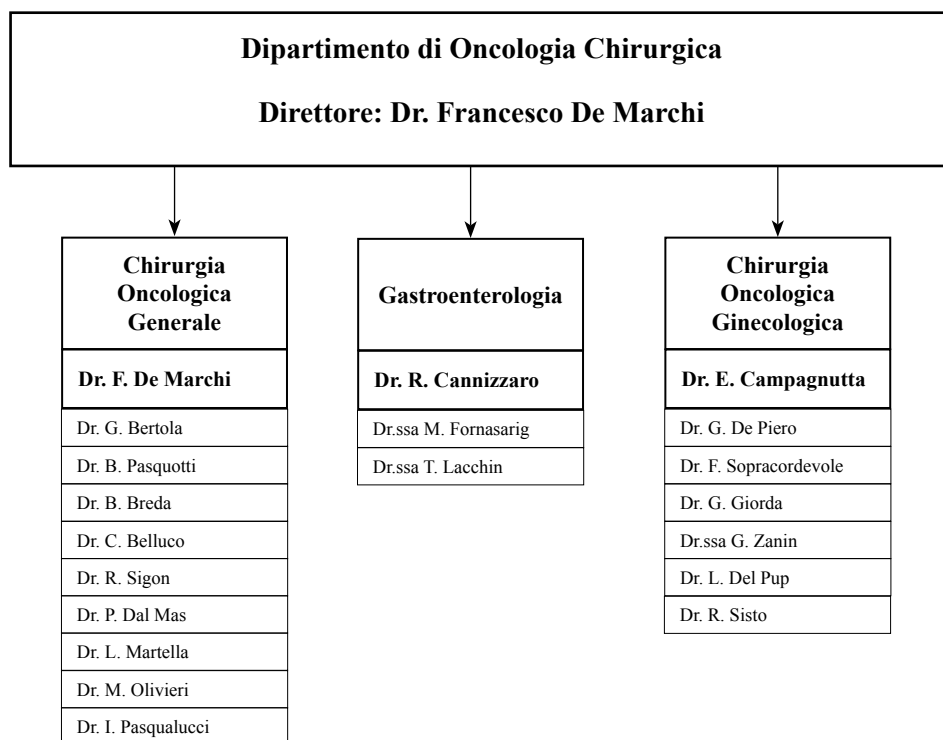 Dipartimento di Oncologia Chirurgica
Direttore: Dr. Francesco De Marchi
Chirurgia
Oncologica
Generale
Dr. F. De Marchi
Dr. G. Bertola
Dr. B. Pasquotti
Dr. B. Breda
Dr. C. Belluco
Dr. R. Sigon
Dr. P. Dal Mas
Dr. L. Martella
Dr. M. Olivieri
Dr. I. Pasqualucci
Gastroenterologia
Dr. R. Cannizzaro
Dr.ssa M. Fornasarig
Dr.ssa T. Lacchin
Chirurgia
Oncologica
Ginecologica
Dr. E. Campagnutta
Dr. G. De Piero
Dr. F. Sopracordevole
Dr. G. Giorda
Dr.ssa G. Zanin
Dr. L. Del Pup
Dr. R. Sisto